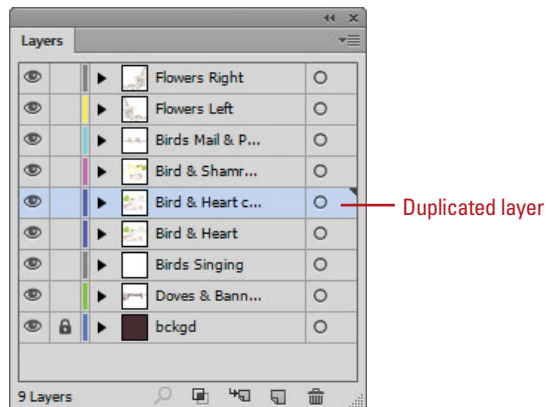 Layers
Flowers Right
Flowers Left
Birds Mail & P...
Bird & Shamr...
Bird & Heart c...
Duplicated layer
Bird & Heart
Birds Singing
Doves & Bann...
bckgd
9 Layers